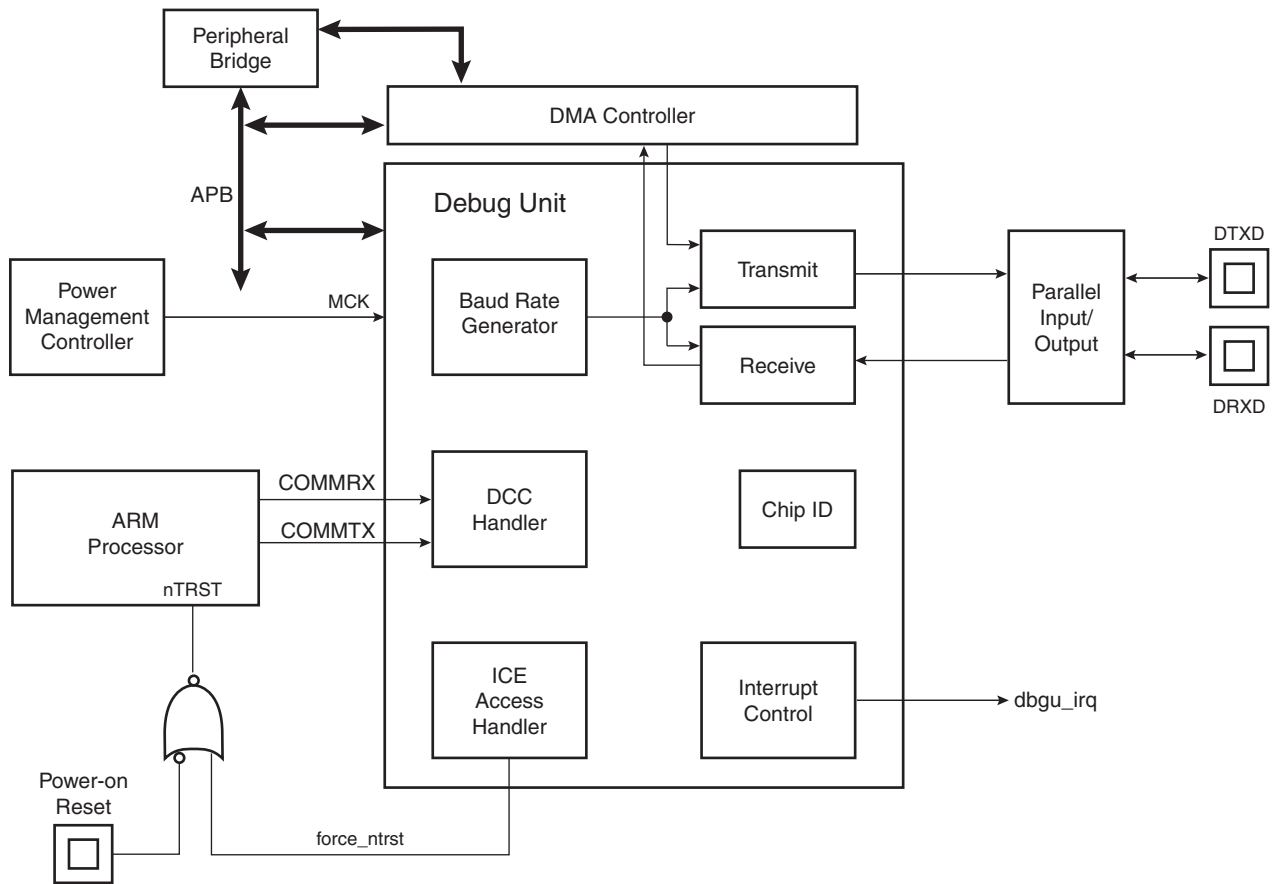 Peripheral
Bridge
DMA Controller
APB
Debug Unit
Power
Management
Controller
MCK
Baud Rate
Generator
Transmit
Receive
Parallel
Input/
Output
DTXD
DRXD
ARM
Processor
nTRST
COMMRX
COMMTX
DCC
Handler
Chip ID
ICE
Access
Handler
Interrupt
Control
dbgu_irq
Power-on
Reset
force_ntrst